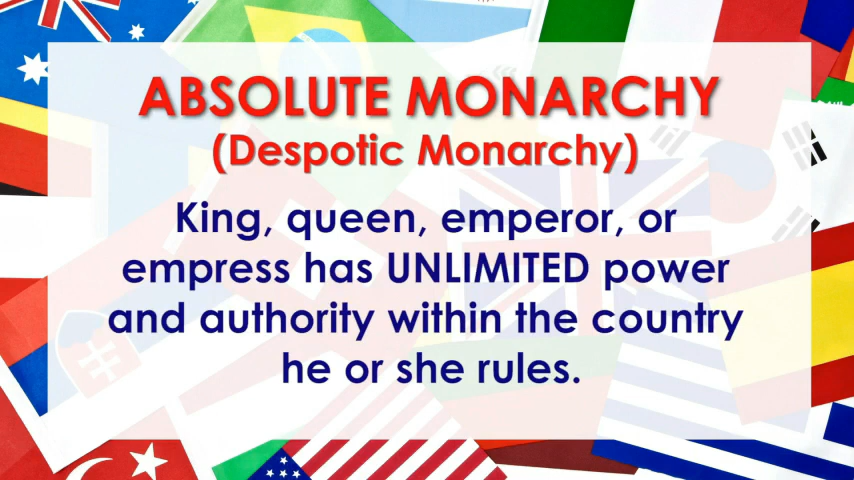 ABSOLUTE MONARCHY
(Despotic Monarchy)
King, queen, emperor, or
empress has UNLIMITED power
and authority within the country
he or she rules.